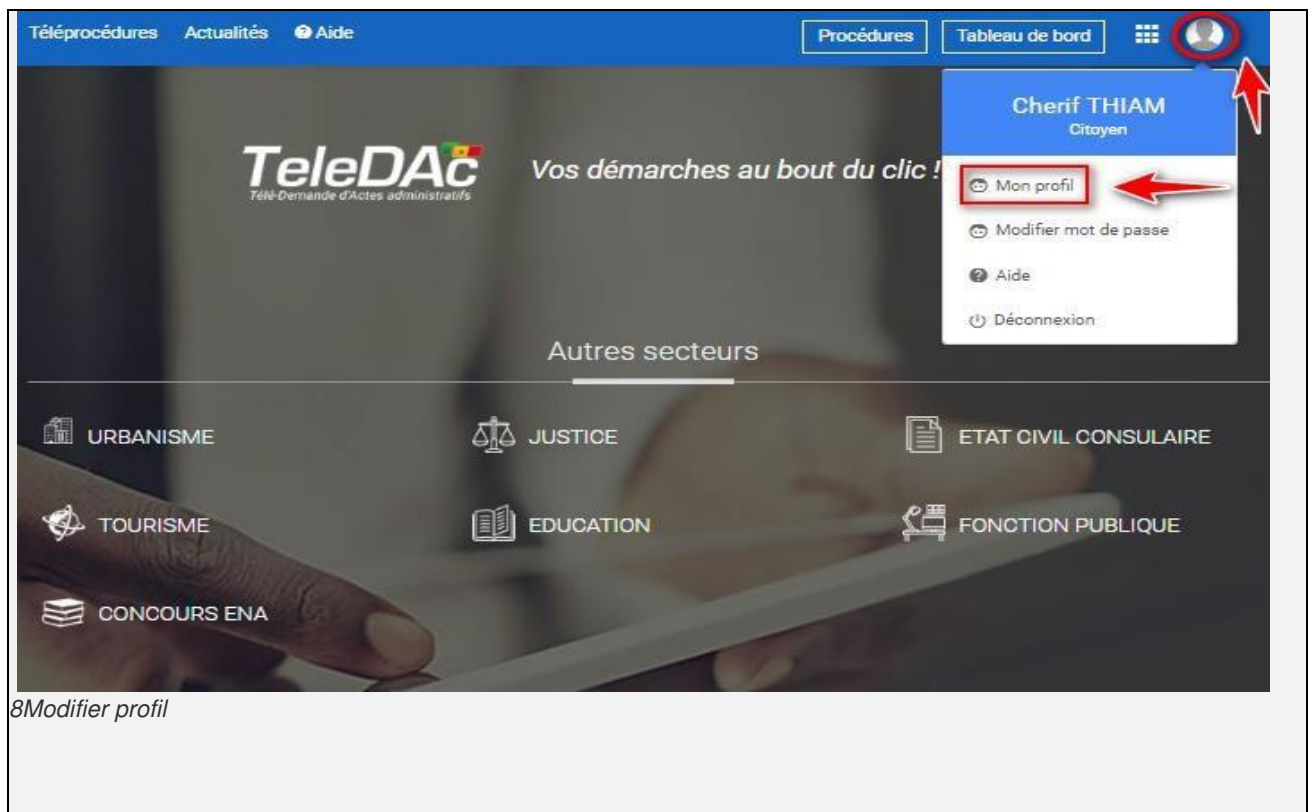 Téléprocédures Actualités Aide Procédures Tableau de bord
Cherif THIAM
Citoyen
TeleDAc
Télé-Demande d'Actes administratifs
Vos démarches au bout du clic !
Mon profil
Modifier mot de passe
Aide
Déconnexion
Autres secteurs
URBANISME JUSTICE ETAT CIVIL CONSULAIRE
TOURISME EDUCATION FONCTION PUBLIQUE
CONCOURS ENA
8Modifier profil